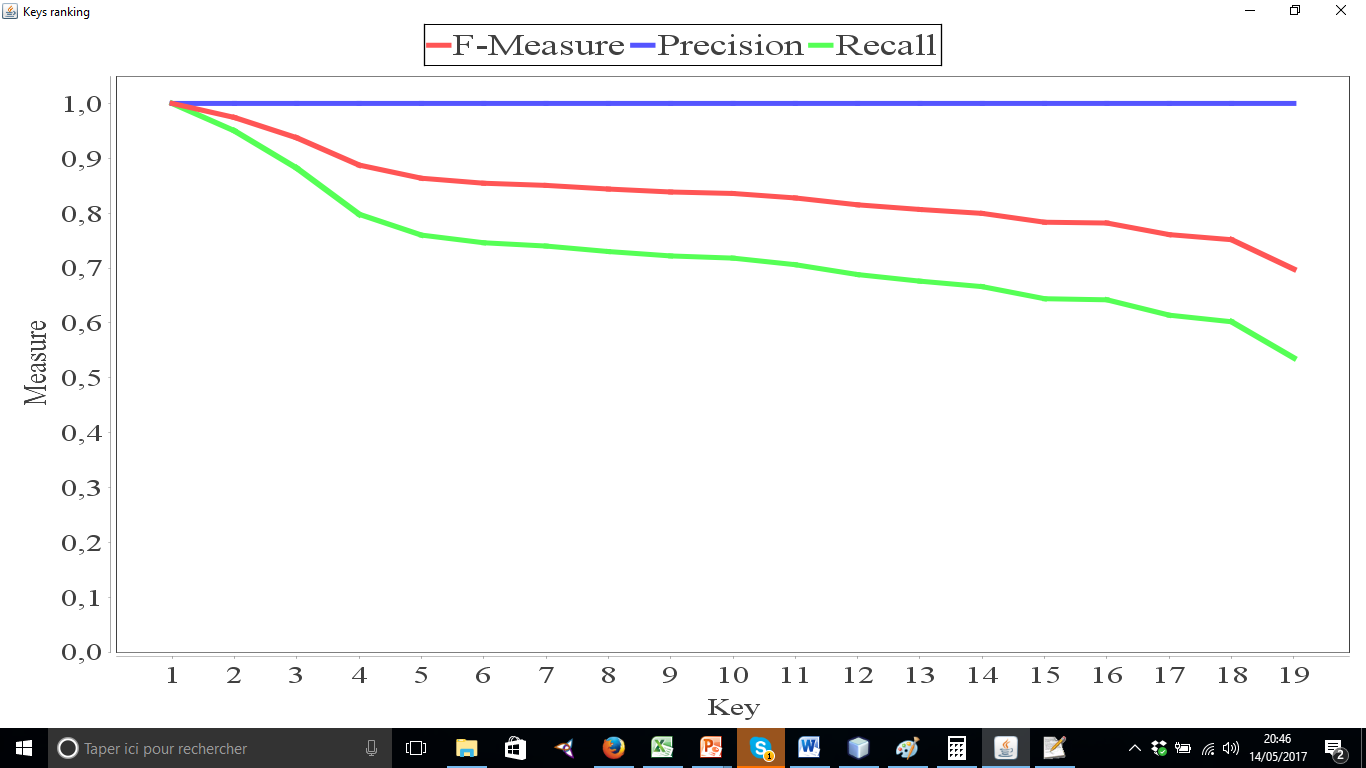 Keys ranking
F-Measure Precision Recall
1,0
0,9
0,8
0,7
0,6
0,5
0,4
0,3
0,2
0,1
0,0
Measure
1 2 3 4 5 6 7 8 9 10 11 12 13 14 15 16 17 18 19
Key
Taper ici pour rechercher
1
20:46
14/05/2017
2